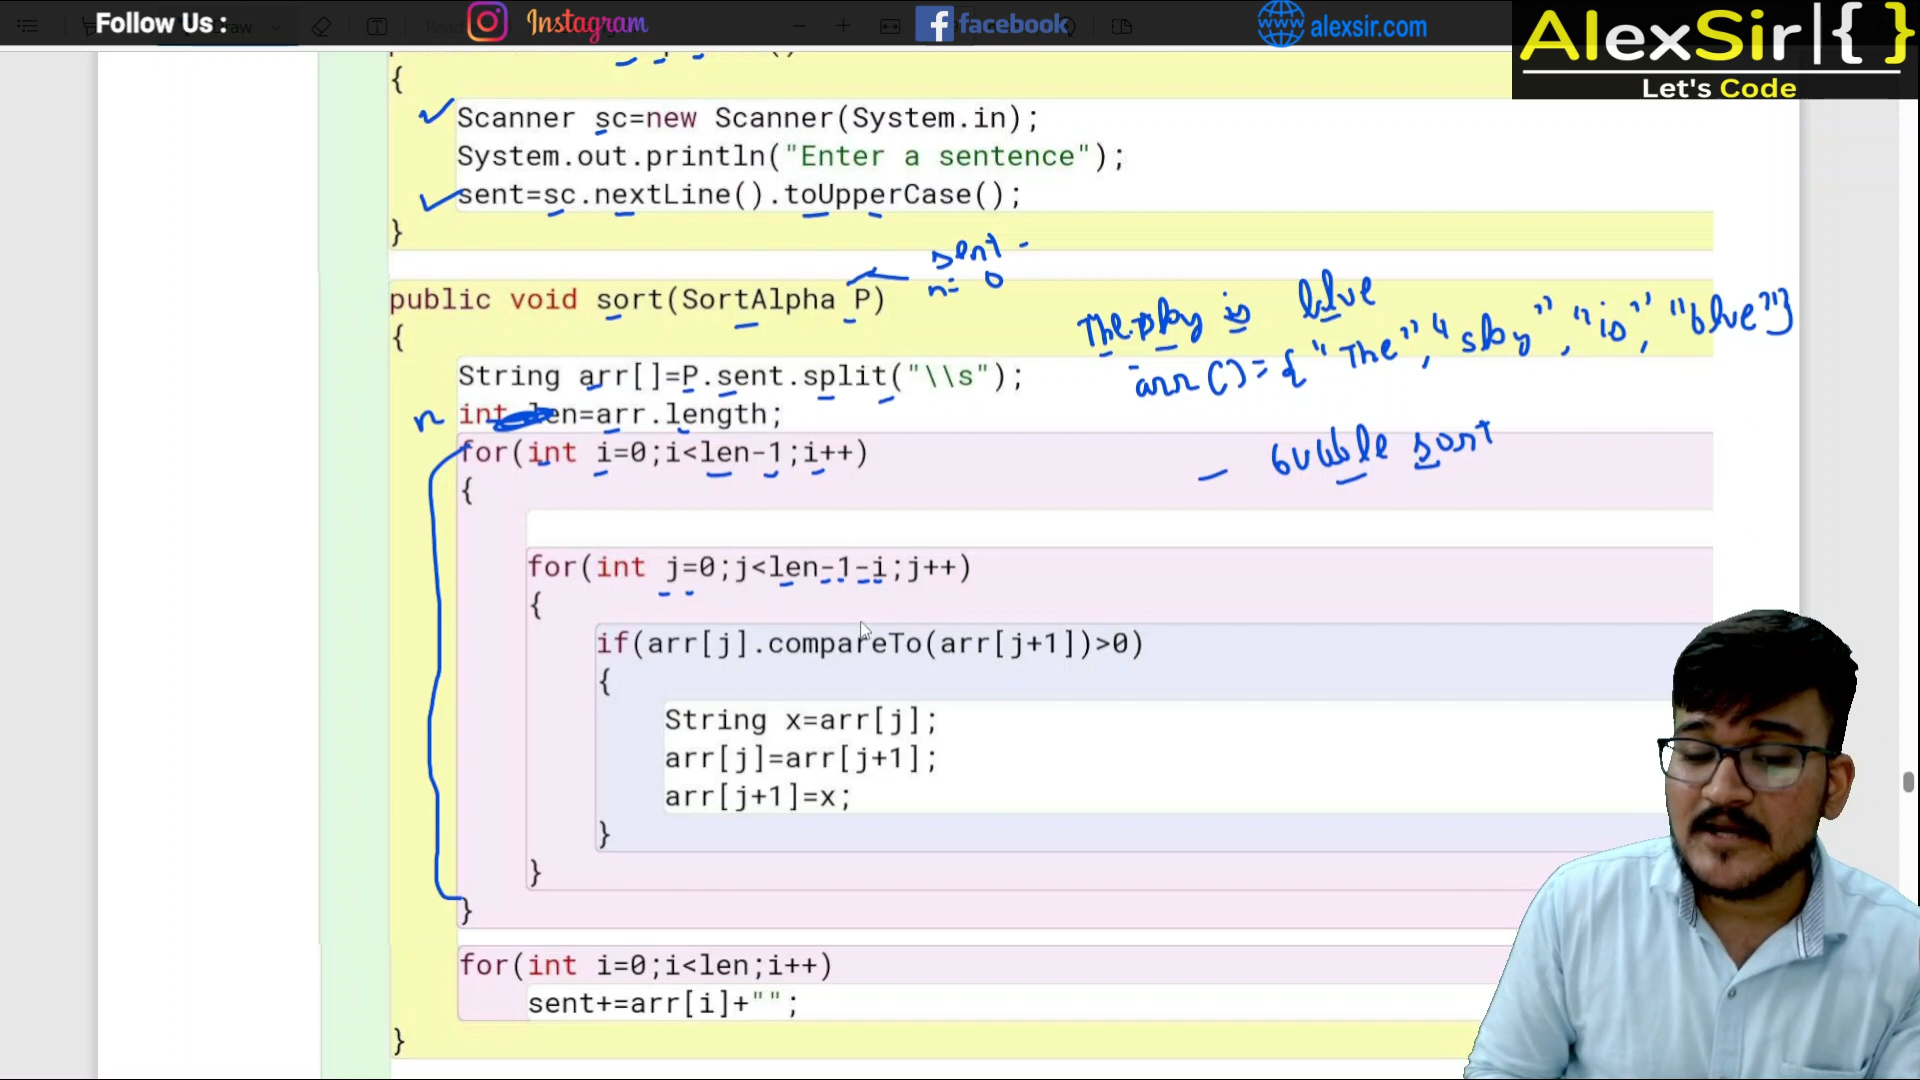 Follow Us :
Instagram
facebook
alexsir.com
AlexSir|{ }
Let's Code
{
Scanner sc=new Scanner(System.in);
System.out.println("Enter a sentence");
sent=sc.nextLine().toUpperCase();
}
sent -
n= 0
public void sort(SortAlpha P)
{
The sky is blue
arr()={"The","sky","is","blue"}
String arr[]=P.sent.split("\\s");
n
int len=arr.length;
for(int i=0;i<len-1;i++)
- bubble sort
{
for(int j=0;j<len-1-i;j++)
{
if(arr[j].compareTo(arr[j+1])>0)
{
String x=arr[j];
arr[j]=arr[j+1];
arr[j+1]=x;
}
}
}
for(int i=0;i<len;i++)
sent+=arr[i]+"";
}